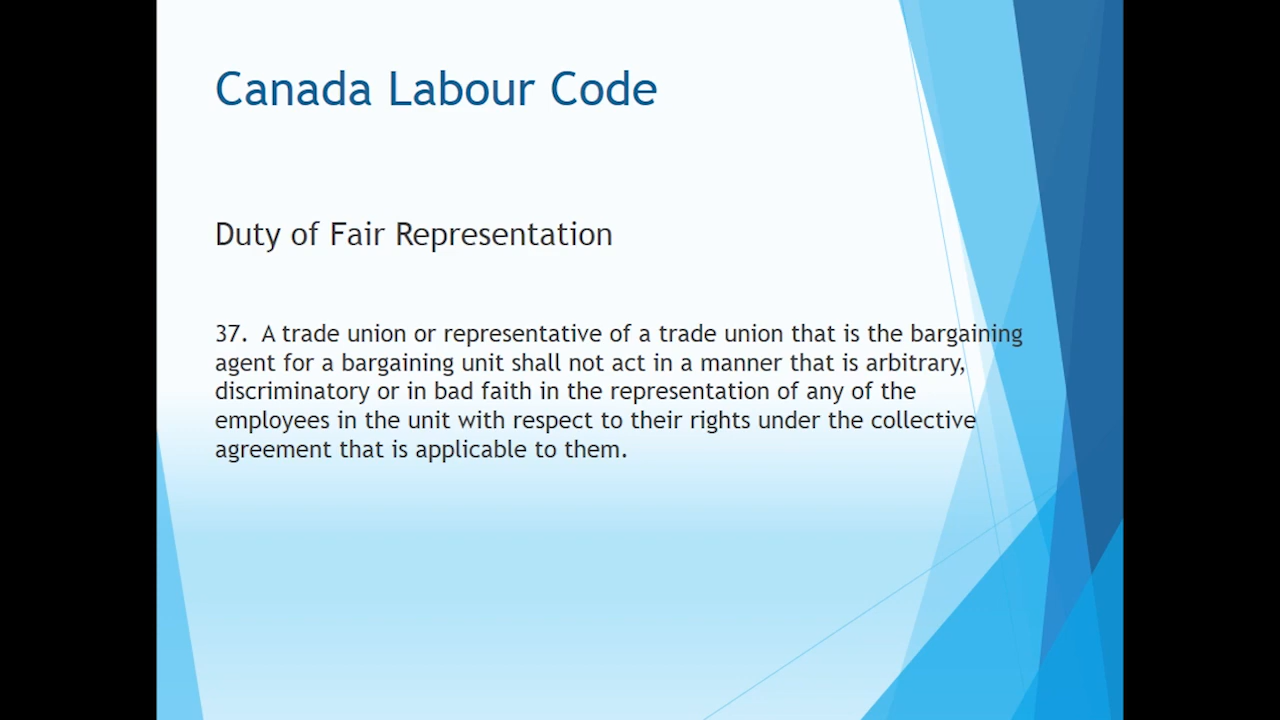 Canada Labour Code
Duty of Fair Representation
37. A trade union or representative of a trade union that is the bargaining
agent for a bargaining unit shall not act in a manner that is arbitrary,
discriminatory or in bad faith in the representation of any of the
employees in the unit with respect to their rights under the collective
agreement that is applicable to them.